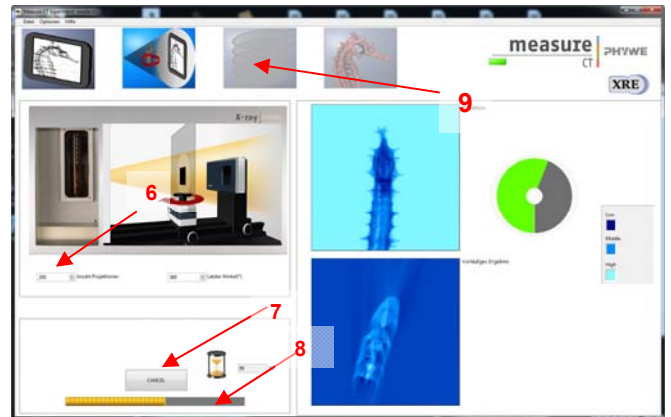 Datei Optionen Hilfe
measure
CT
PHYWE
XRE
9
X-ray
6
Anzahl Projektionen
360
Letzter Winkel(°)
Low
Middle
High
Vorläufiges Ergebnis
7
8
CANCEL